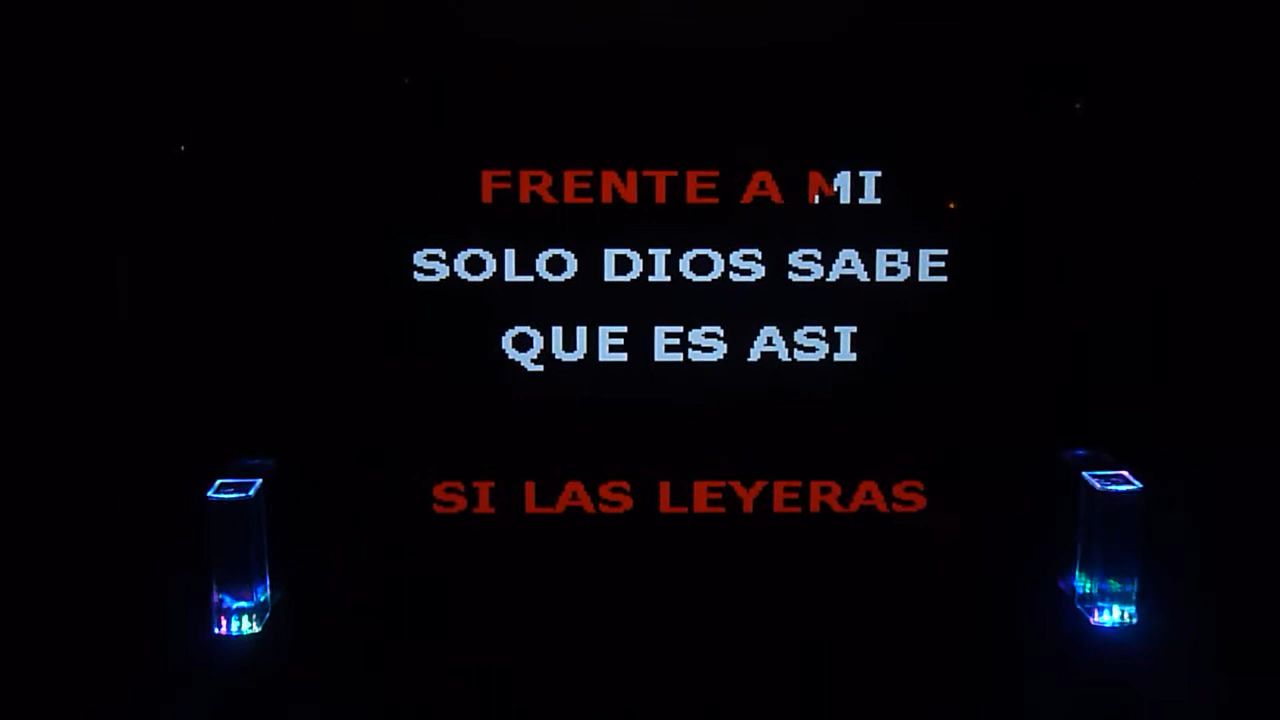 FRENTE A MI
SOLO DIOS SABE
QUE ES ASI
SI LAS LEYERAS